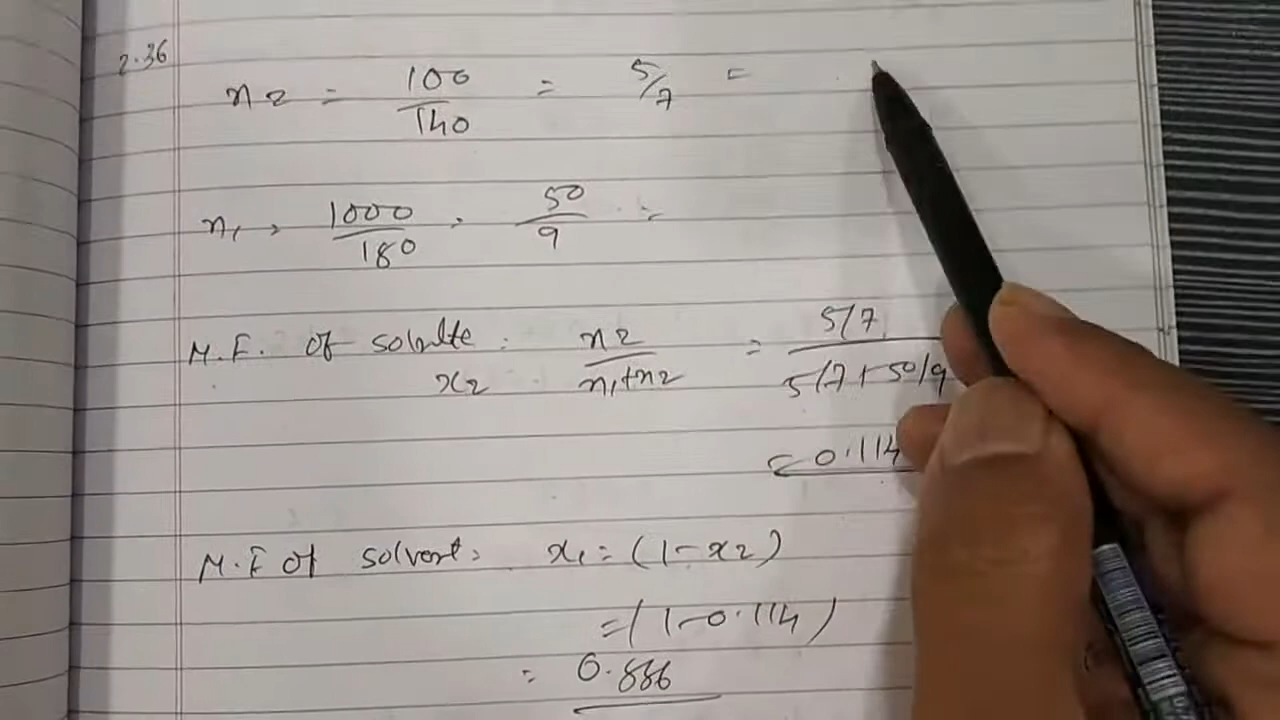 2.36
n2 = 100/140 = 5/7 =
n1 = 1000/180 = 50/9 =
M.F. of solulte = n2/n1+n2 = 5/7/5/7+50/9
x2
= 0.114
M.F of solvent = x1 = (1-x2)
= (1-0.114)
= 0.886